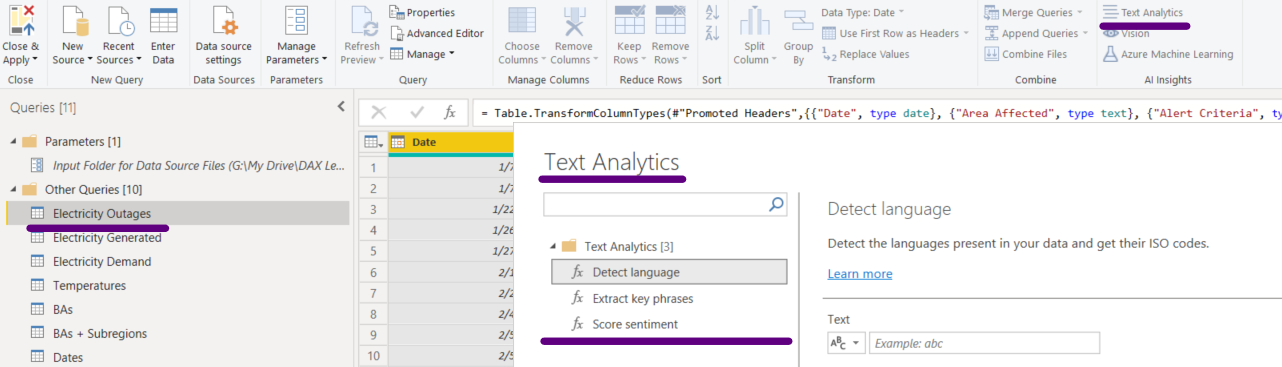 Close & Apply
New Source
Recent Sources
Enter Data
Data source settings
Manage Parameters
Refresh Preview
Properties
Advanced Editor
Manage
Choose Columns
Remove Columns
Keep Rows
Remove Rows
Split Column
Group By
Data Type: Date
Use First Row as Headers
Replace Values
Merge Queries
Append Queries
Combine Files
Text Analytics
Vision
Azure Machine Learning
Close
New Query
Data Sources
Parameters
Query
Manage Columns
Reduce Rows
Sort
Transform
Combine
AI Insights
Queries [11]
fx
= Table.TransformColumnTypes(#"Promoted Headers",{{"Date", type date}, {"Area Affected", type text}, {"Alert Criteria", ty
Parameters [1]
Input Folder for Data Source Files (G:\My Drive\DAX Le...
Other Queries [10]
Electricity Outages
Electricity Generated
Electricity Demand
Temperatures
BAs
BAs + Subregions
Dates
Date
1 1/7
2 1/7
3 1/22
4 1/26
5 1/27
6 2/1
7 2/2
8 2/4
9 2/5
10 2/5
Text Analytics
Text Analytics [3]
fx Detect language
fx Extract key phrases
fx Score sentiment
Detect language
Detect the languages present in your data and get their ISO codes.
Learn more
Text
ABC
Example: abc